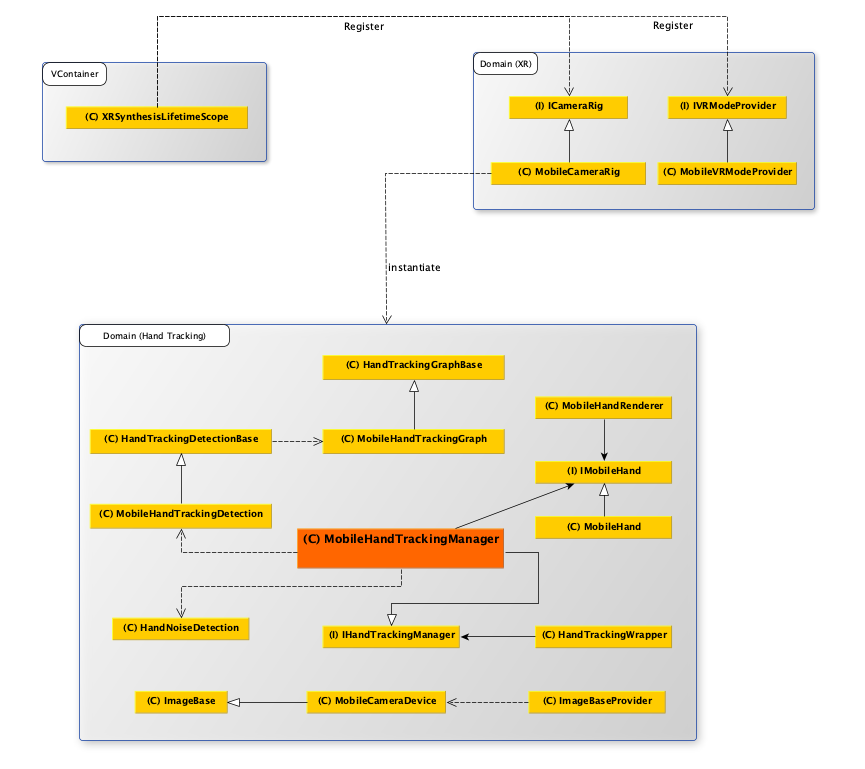 Register
Register
VContainer
Domain (XR)
(C) XRSynthesisLifetimeScope
(I) ICameraRig
(I) IVRModeProvider
(C) MobileCameraRig
(C) MobileVRModeProvider
instantiate
Domain (Hand Tracking)
(C) HandTrackingGraphBase
(C) MobileHandRenderer
(C) HandTrackingDetectionBase
(C) MobileHandTrackingGraph
(I) IMobileHand
(C) MobileHandTrackingDetection
(C) MobileHand
(C) MobileHandTrackingManager
(C) HandNoiseDetection
(I) IHandTrackingManager
(C) HandTrackingWrapper
(C) ImageBase
(C) MobileCameraDevice
(C) ImageBaseProvider